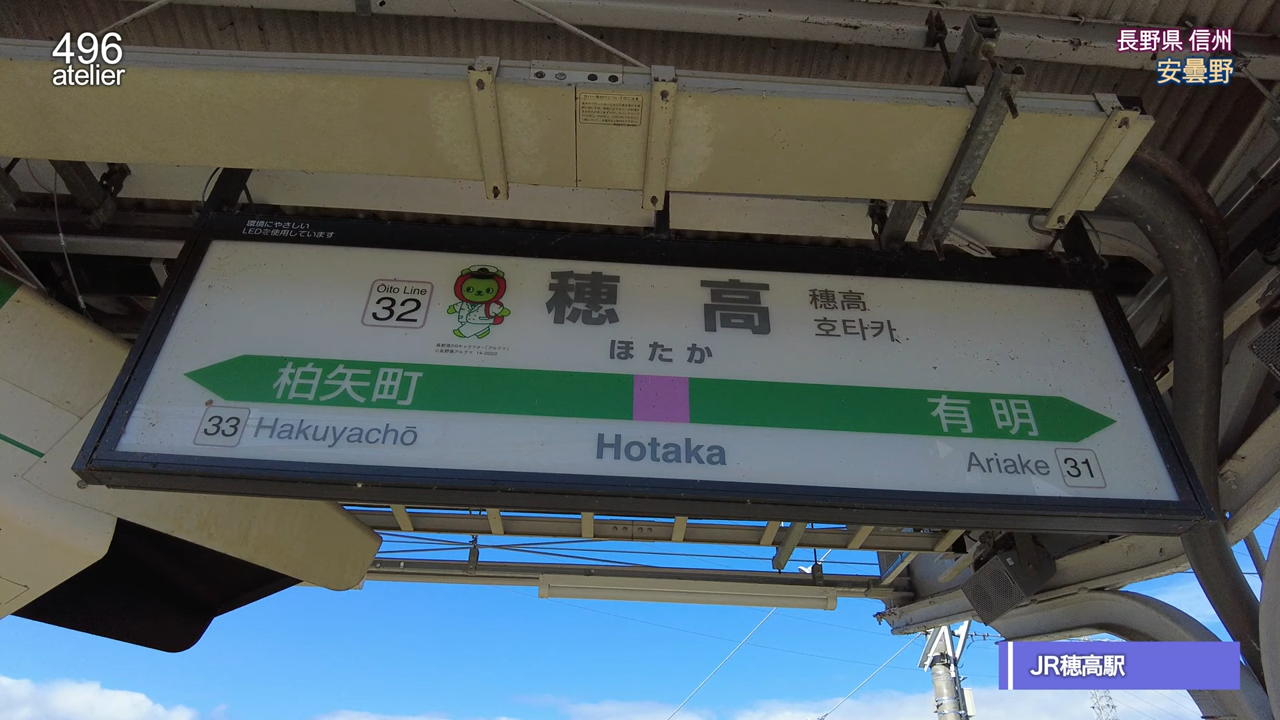 496
atelier
長野県 信州
安曇野
環境にやさしい
LEDを使用しています
Ōito Line
32
穂高
穗高
호타카
ほたか
柏矢町
有明
33 Hakuyachō
Hotaka
Ariake 31
JR穂高駅